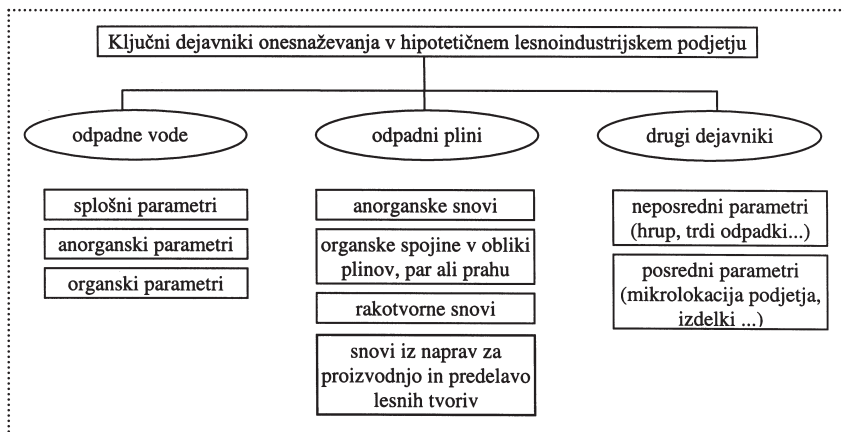 Ključni dejavniki onesnaževanja v hipotetičnem lesnoindustrijskem podjetju
odpadne vode
odpadni plini
drugi dejavniki
splošni parametri
anorganski parametri
organski parametri
anorganske snovi
organske spojine v obliki
plinov, par ali prahu
rakotvorne snovi
snovi iz naprav za
proizvodnjo in predelavo
lesnih tvoriv
neposredni parametri
(hrup, trdi odpadki...)
posredni parametri
(mikrolokacija podjetja,
izdelki ...)